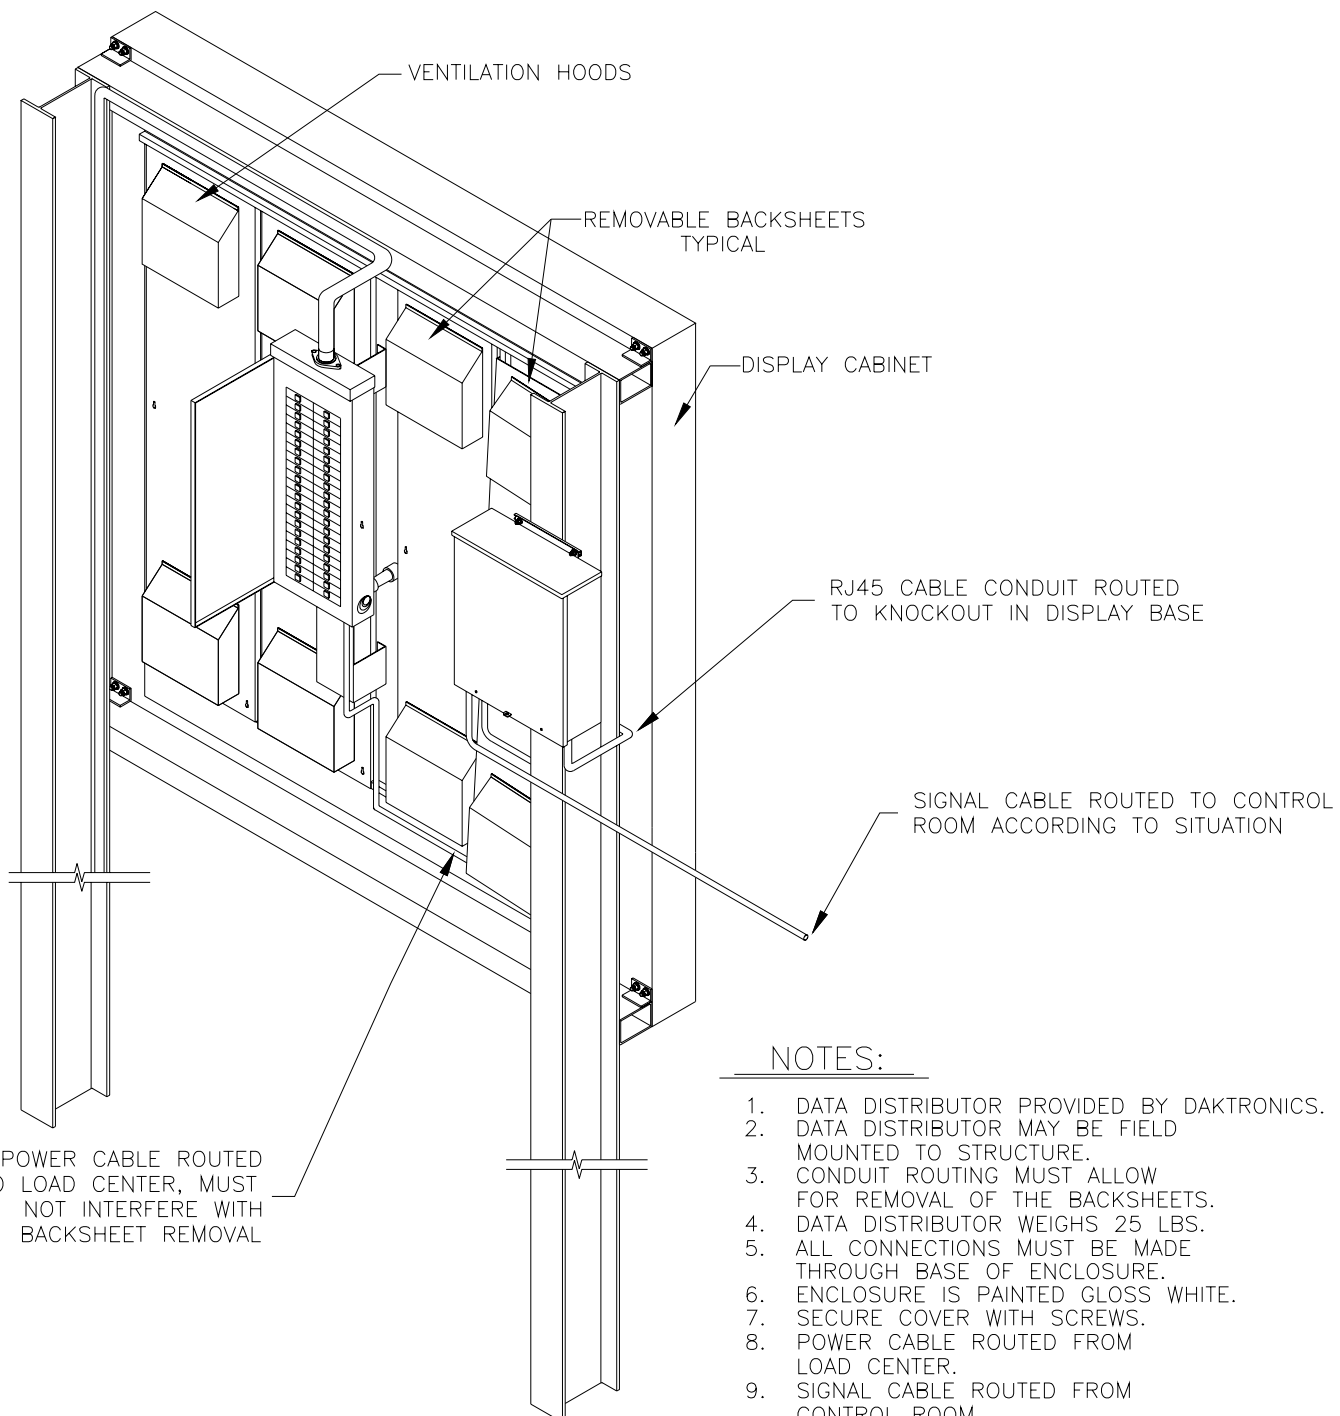 VENTILATION HOODS
REMOVABLE BACKSHEETS
TYPICAL
DISPLAY CABINET
RJ45 CABLE CONDUIT ROUTED
TO KNOCKOUT IN DISPLAY BASE
SIGNAL CABLE ROUTED TO CONTROL
ROOM ACCORDING TO SITUATION
POWER CABLE ROUTED
LOAD CENTER, MUST
NOT INTERFERE WITH
BACKSHEET REMOVAL
NOTES:
1. DATA DISTRIBUTOR PROVIDED BY DAKTRONICS.
2. DATA DISTRIBUTOR MAY BE FIELD
MOUNTED TO STRUCTURE.
3. CONDUIT ROUTING MUST ALLOW
FOR REMOVAL OF THE BACKSHEETS.
4. DATA DISTRIBUTOR WEIGHS 25 LBS.
5. ALL CONNECTIONS MUST BE MADE
THROUGH BASE OF ENCLOSURE.
6. ENCLOSURE IS PAINTED GLOSS WHITE.
7. SECURE COVER WITH SCREWS.
8. POWER CABLE ROUTED FROM
LOAD CENTER.
9. SIGNAL CABLE ROUTED FROM
CONTROL ROOM